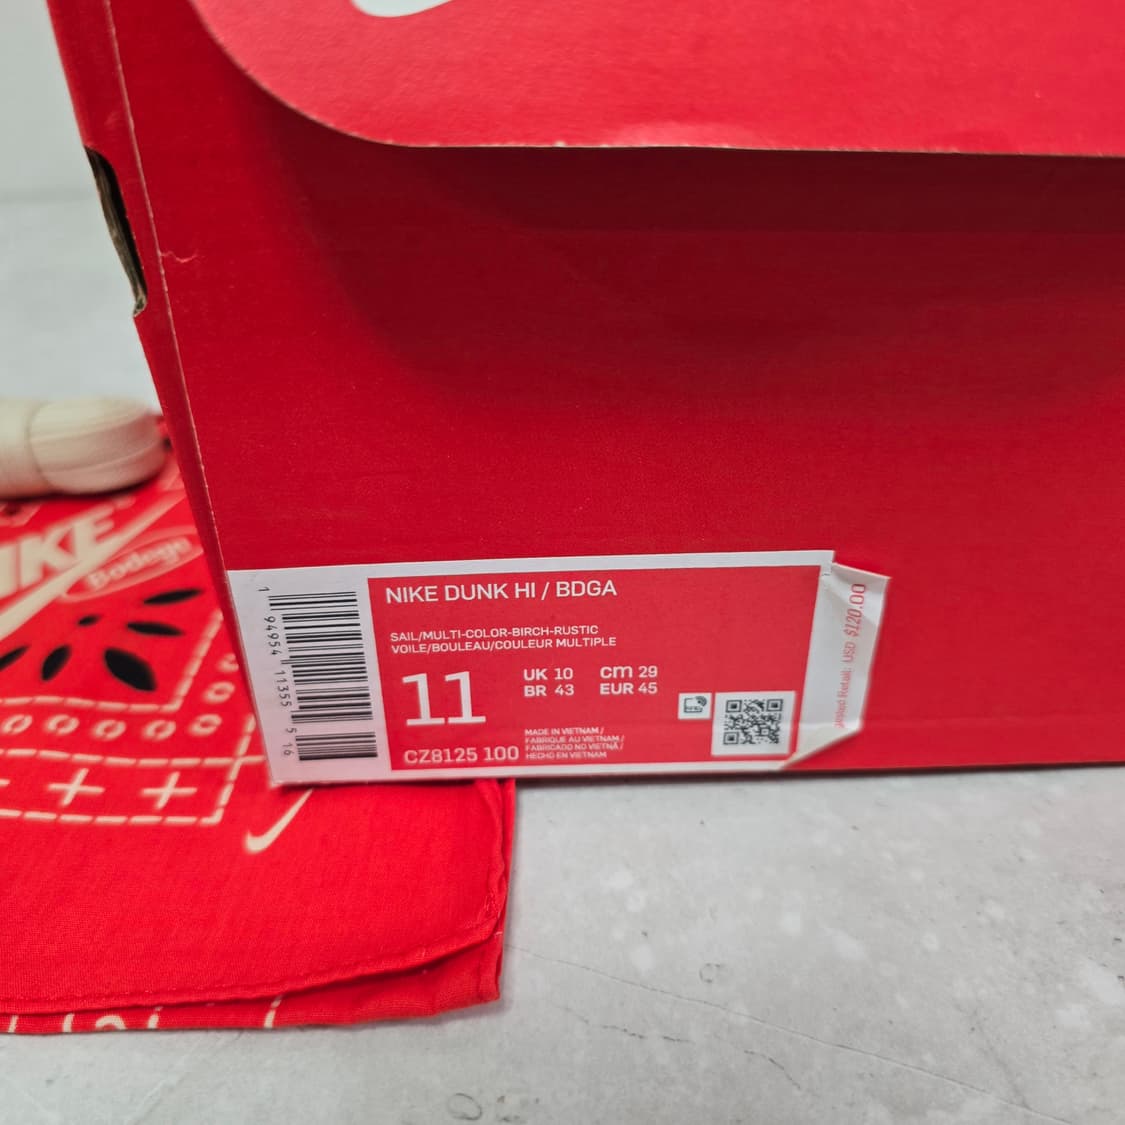 NIKE DUNK HI / BDGA
SAIL/MULTI-COLOR-BIRCH-RUSTIC
VOILE/BOULEAU/COULEUR MULTIPLE
11
UK 10 cm 29
BR 43 EUR 45
CZ8125 100
MADE IN VIETNAM /
FABRIQUE AU VIETNAM /
FABRICADO NO VIETNÃ /
HECHO EN VIETNAM
1 94954 11355 5 16
Retail: USD $120.00
IKE
Bodega